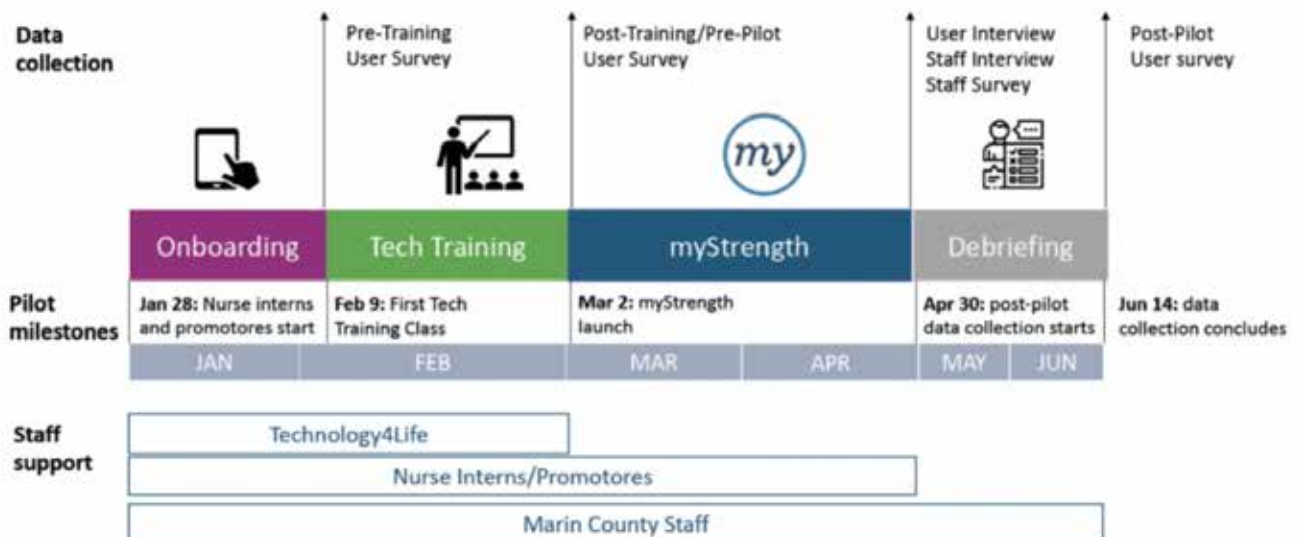 Data
collection
Pre-Training
User Survey
Post-Training/Pre-Pilot
User Survey
User Interview
Staff Interview
Staff Survey
Post-Pilot
User survey
my
Onboarding
Tech Training
myStrength
Debriefing
Pilot
milestones
Jan 28: Nurse interns
and promotores start
Feb 9: First Tech
Training Class
Mar 2: myStrength
launch
Apr 30: post-pilot
data collection starts
Jun 14: data
collection concludes
JAN
FEB
MAR
APR
MAY
JUN
Staff
support
Technology4Life
Nurse Interns/Promotores
Marin County Staff